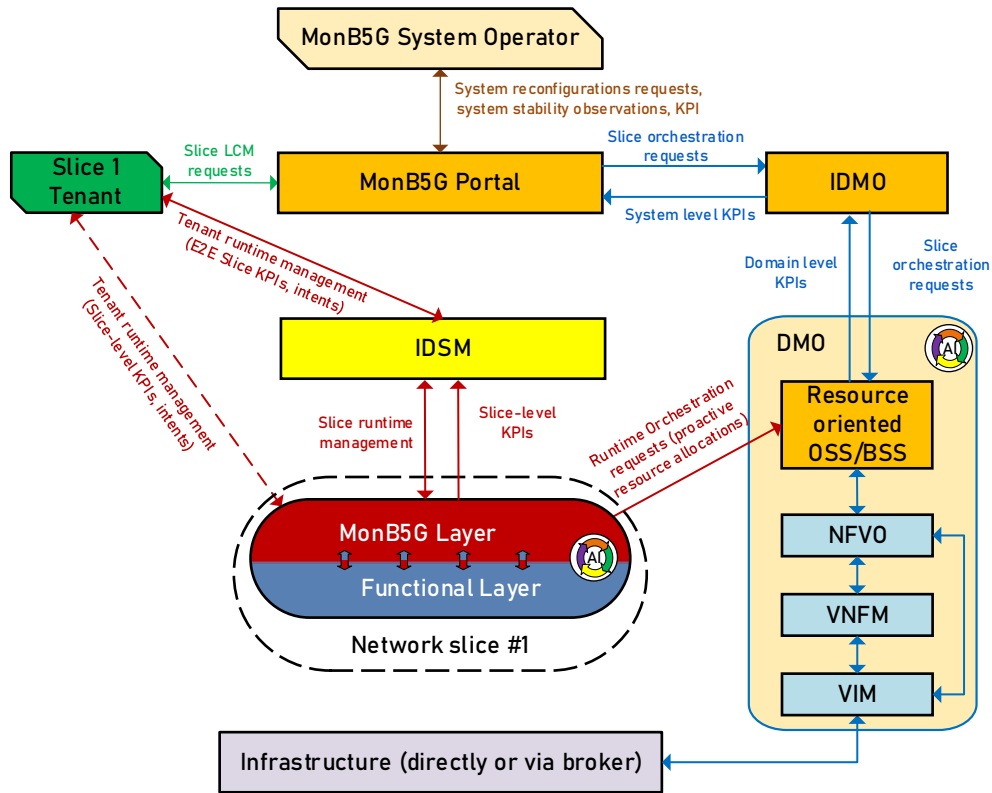 MonB5G System Operator
System reconfigurations requests,
system stability observations, KPI
Slice 1
Tenant
Slice LCM
requests
MonB5G Portal
Slice orchestration
requests
System level KPIs
IDMO
Tenant runtime management
(E2E Slice KPIs, intents)
Tenant runtime management
(Slice-level KPIs, intents)
Domain level
KPIs
Slice
orchestration
requests
IDSM
DMO
AI
Resource
oriented
OSS/BSS
Slice runtime
management
Slice-level
KPIs
Runtime Orchestration
requests (proactive
resource allocations)
MonB5G Layer
AI
Functional Layer
Network slice #1
NFVO
VNFM
VIM
Infrastructure (directly or via broker)